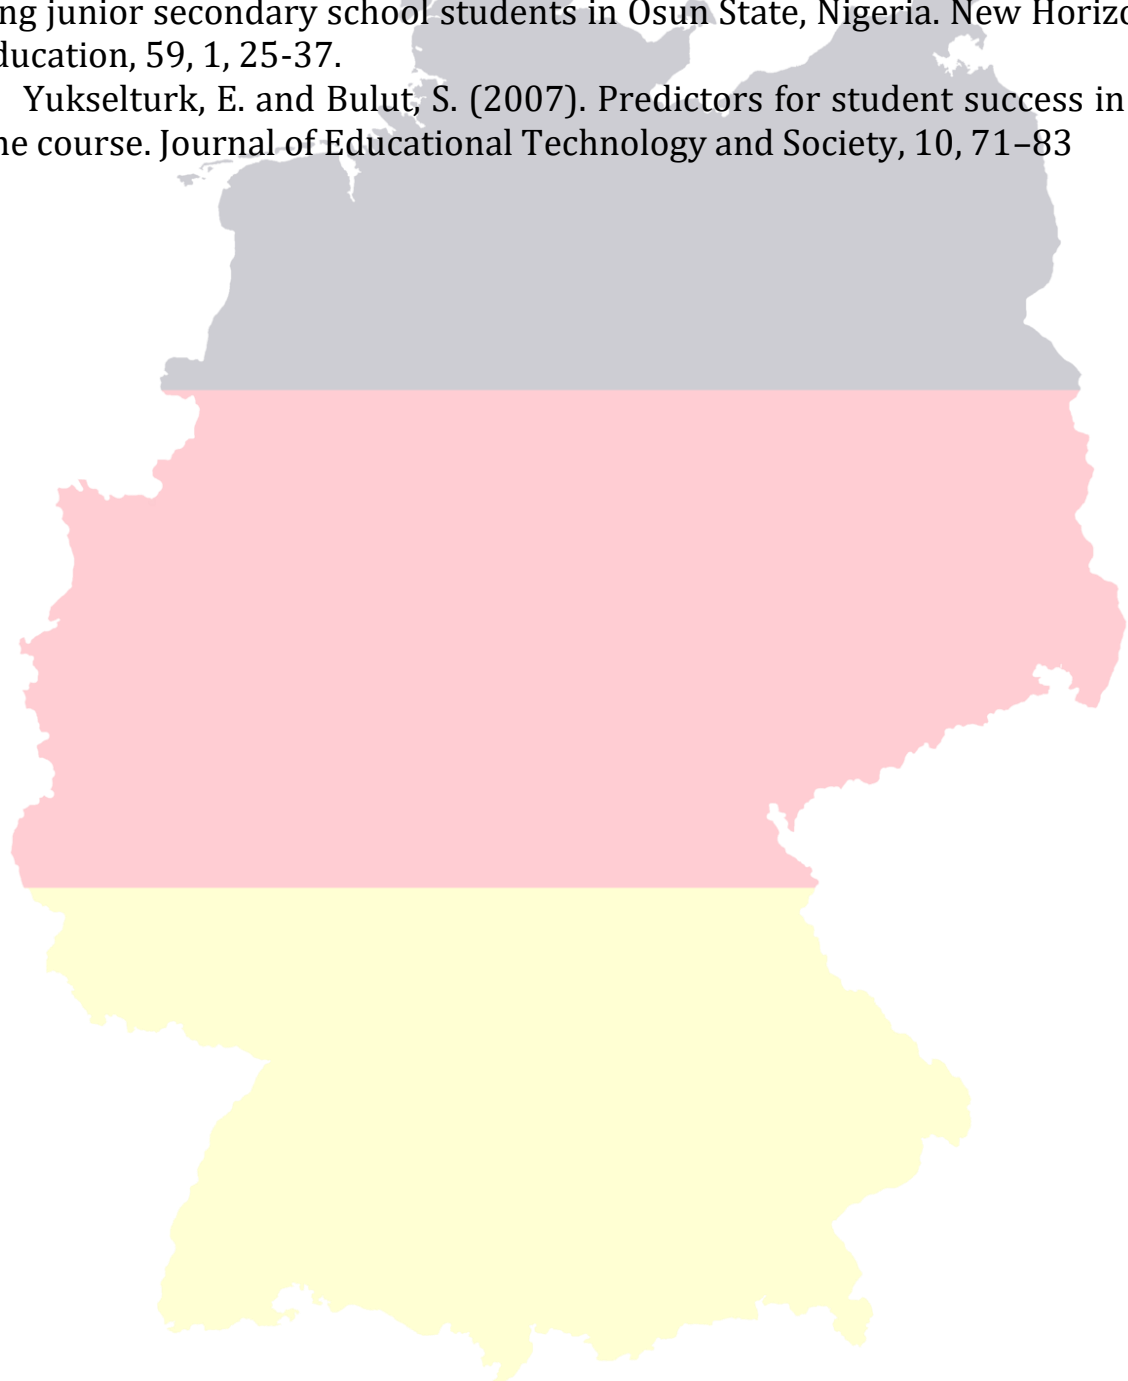 ng junior secondary school students in Osun State, Nigeria. New Horizo
ducation, 59, 1, 25-37.
Yukselturk, E. and Bulut, S. (2007). Predictors for student success in
ne course. Journal of Educational Technology and Society, 10, 71–83